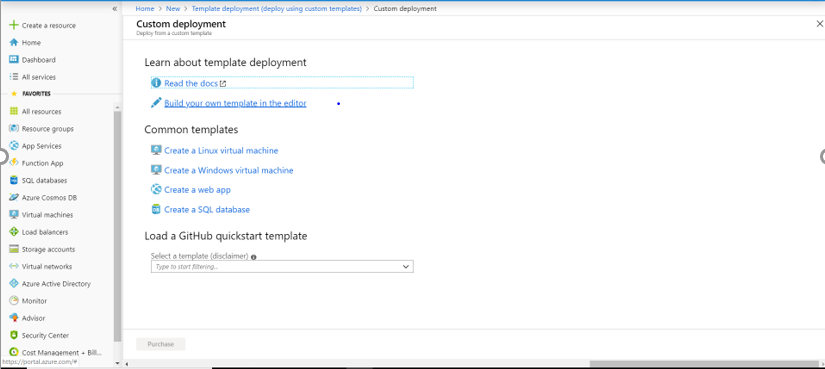 Home > New > Template deployment (deploy using custom templates) > Custom deployment
Custom deployment
Deploy from a custom template
Create a resource
Home
Dashboard
All services
FAVORITES
All resources
Resource groups
App Services
Function App
SQL databases
Azure Cosmos DB
Virtual machines
Load balancers
Storage accounts
Virtual networks
Azure Active Directory
Monitor
Advisor
Security Center
Cost Management + Bill...
https://portal.azure.com/#
Learn about template deployment
Read the docs
Build your own template in the editor
Common templates
Create a Linux virtual machine
Create a Windows virtual machine
Create a web app
Create a SQL database
Load a GitHub quickstart template
Select a template (disclaimer)
Type to start filtering...
Purchase